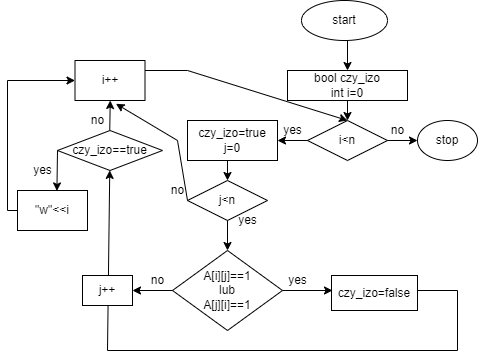 start
bool czy_izo
int i=0
i++
i<n
yes
no
stop
czy_izo=true
j=0
no
czy_izo==true
yes
"w"<<i
j<n
no
yes
A[i][j]==1
lub
A[j][i]==1
no
yes
j++
czy_izo=false